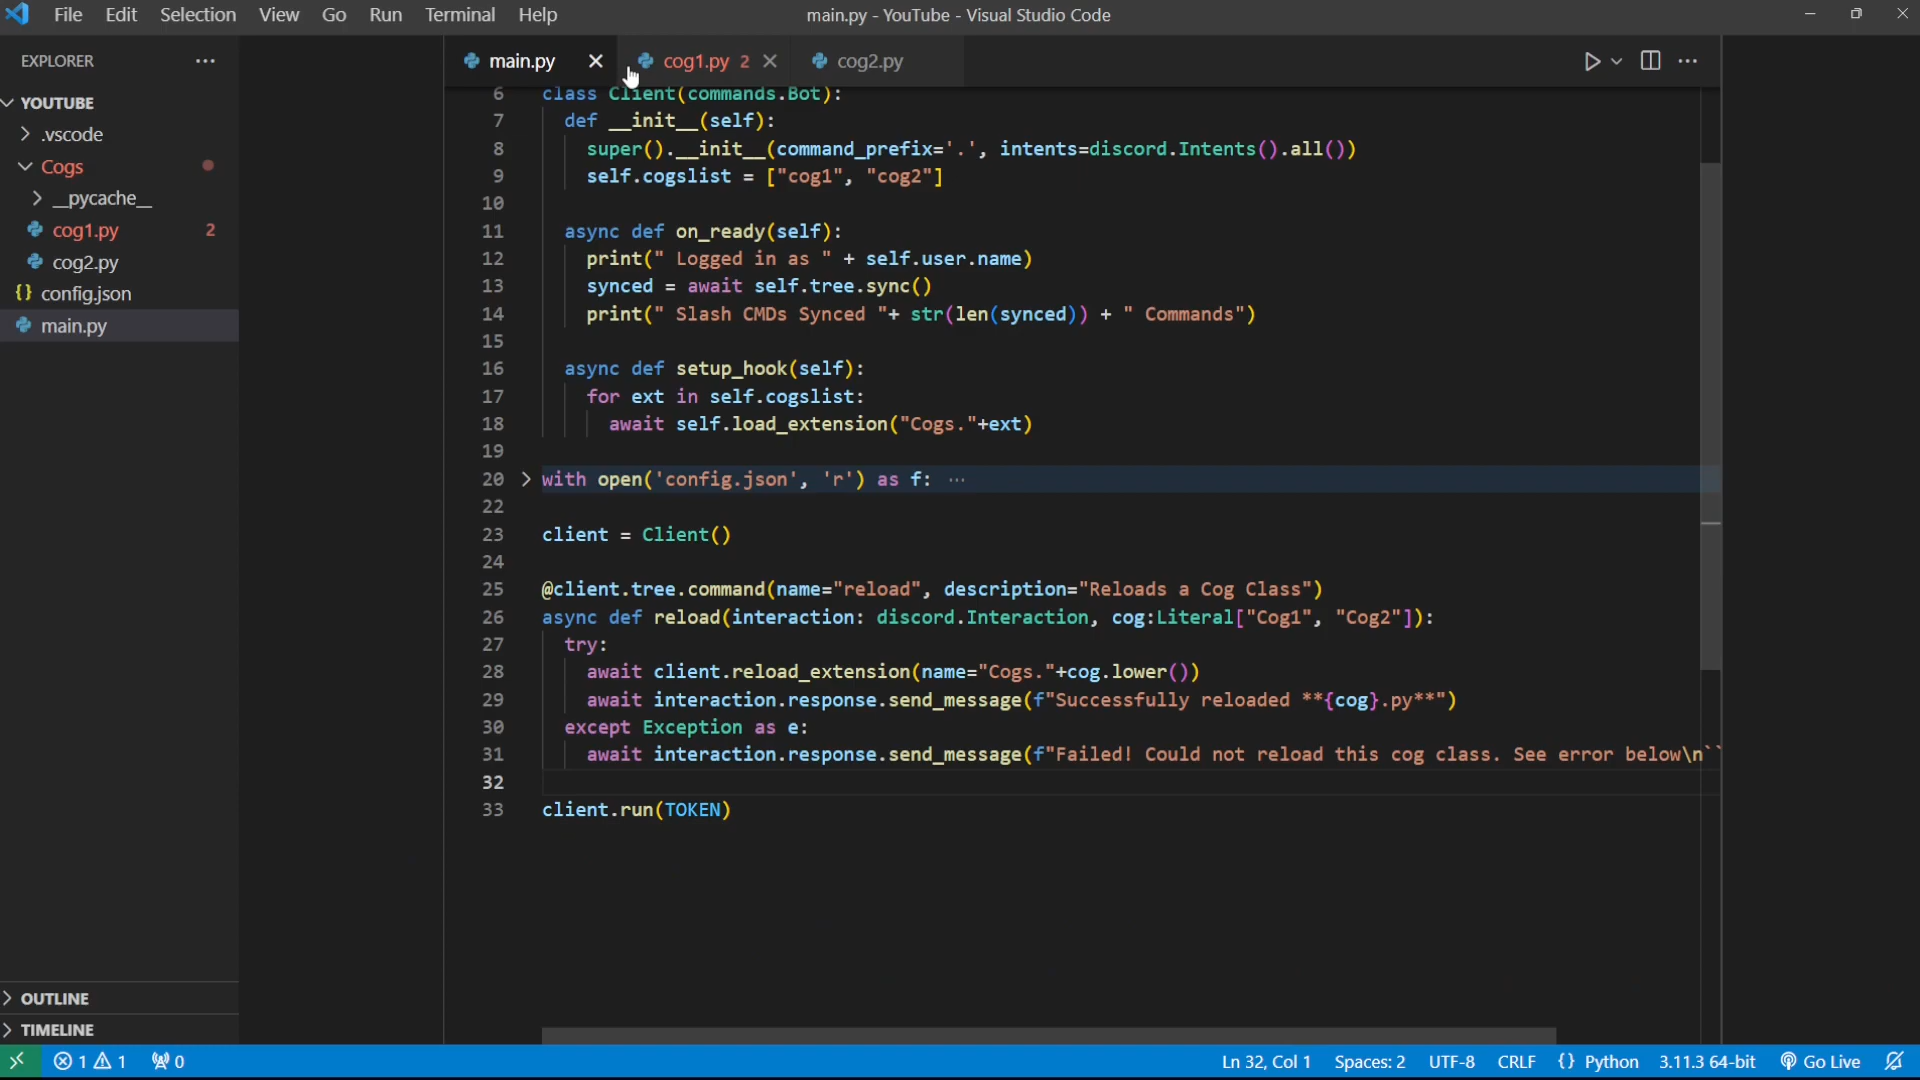 File Edit Selection View Go Run Terminal Help
main.py - YouTube - Visual Studio Code
EXPLORER
YOUTUBE
.vscode
Cogs
__pycache__
cog1.py 2
cog2.py
config.json
main.py
OUTLINE
TIMELINE
main.py cog1.py 2 cog2.py
6 class Client(commands.Bot):
7 def __init__(self):
8 super().__init__(command_prefix='.', intents=discord.Intents().all())
9 self.cogslist = ["cog1", "cog2"]
10
11 async def on_ready(self):
12 print(" Logged in as " + self.user.name)
13 synced = await self.tree.sync()
14 print(" Slash CMDs Synced "+ str(len(synced)) + " Commands")
15
16 async def setup_hook(self):
17 for ext in self.cogslist:
18 await self.load_extension("Cogs."+ext)
19
20 with open('config.json', 'r') as f: ···
22
23 client = Client()
24
25 @client.tree.command(name="reload", description="Reloads a Cog Class")
26 async def reload(interaction: discord.Interaction, cog:Literal["Cog1", "Cog2"]):
27 try:
28 await client.reload_extension(name="Cogs."+cog.lower())
29 await interaction.response.send_message(f"Successfully reloaded **{cog}.py**")
30 except Exception as e:
31 await interaction.response.send_message(f"Failed! Could not reload this cog class. See error below\n``
32
33 client.run(TOKEN)
1 1 0
Ln 32, Col 1 Spaces: 2 UTF-8 CRLF {} Python 3.11.3 64-bit Go Live